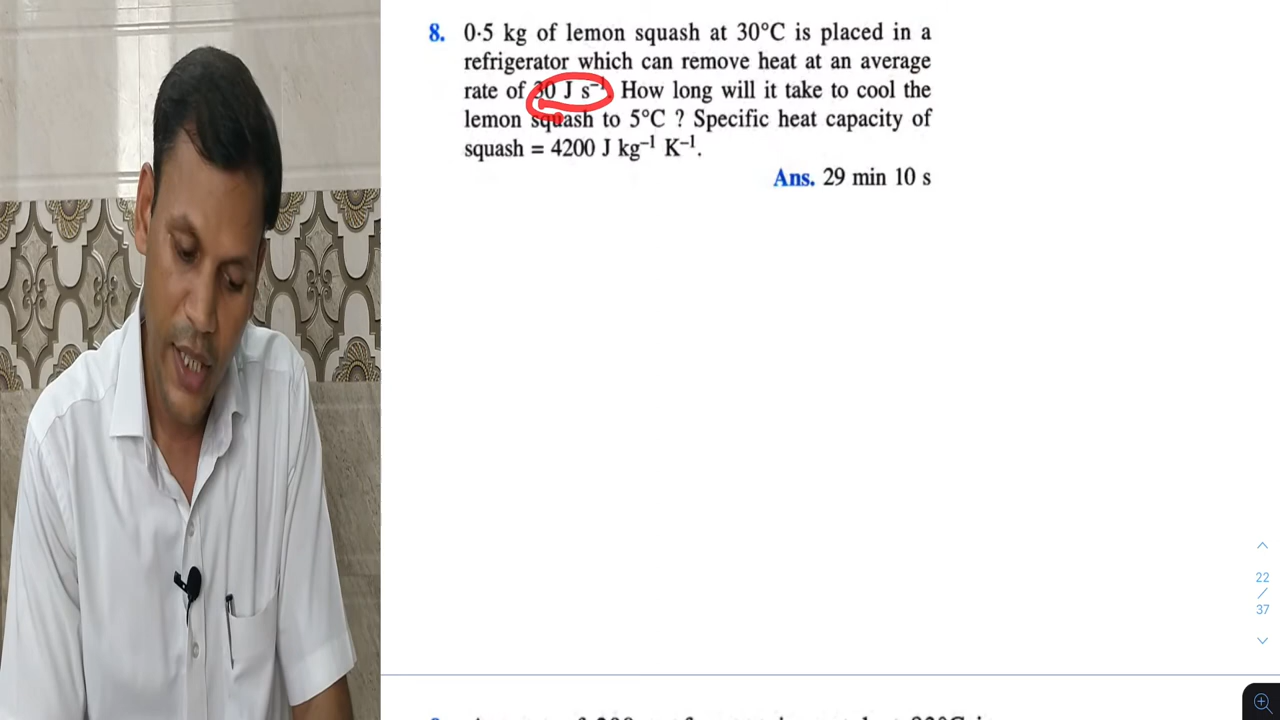 8. 0·5 kg of lemon squash at 30°C is placed in a
refrigerator which can remove heat at an average
rate of 30 J s⁻¹. How long will it take to cool the
lemon squash to 5°C ? Specific heat capacity of
squash = 4200 J kg⁻¹ K⁻¹.
Ans. 29 min 10 s
22
/
37